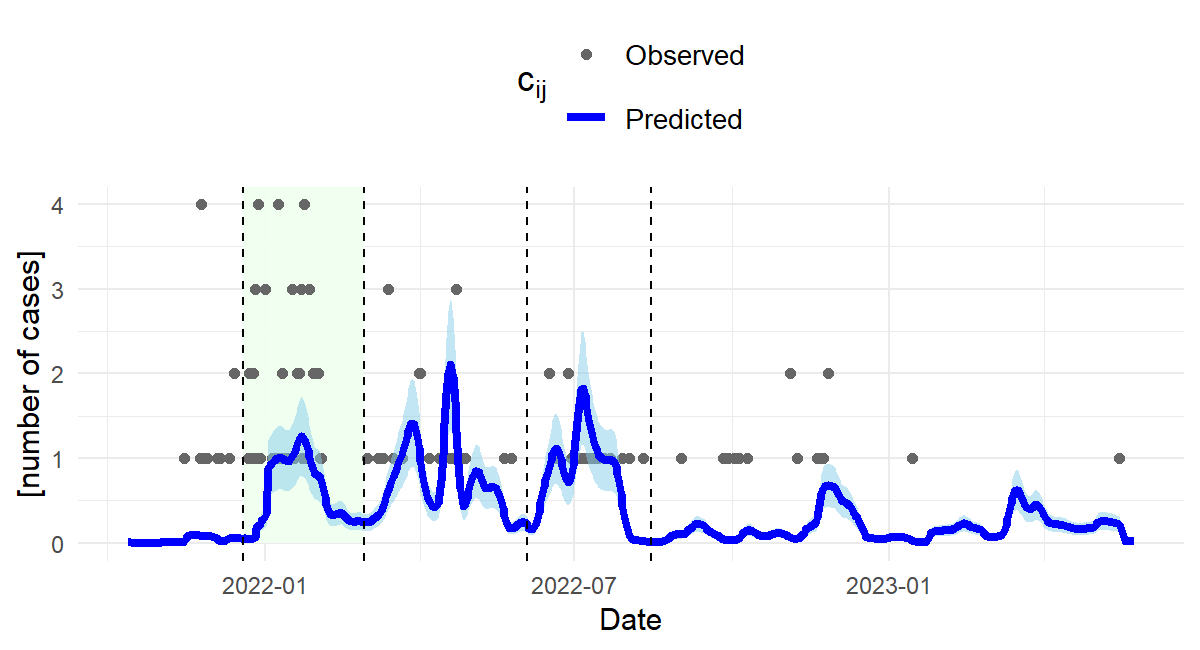 c_ij
Observed
Predicted
[number of cases]
4
3
2
1
0
2022-01
2022-07
2023-01
Date